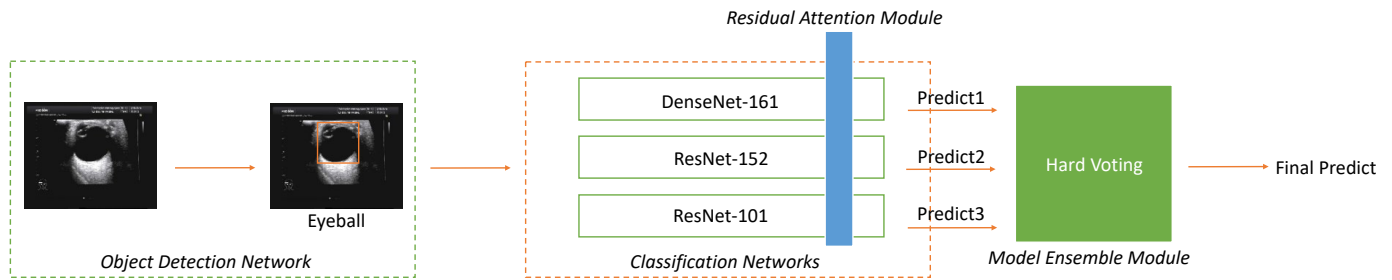 Residual Attention Module
DenseNet-161
ResNet-152
ResNet-101
Predict1
Predict2
Predict3
Hard Voting
Final Predict
Eyeball
Object Detection Network
Classification Networks
Model Ensemble Module